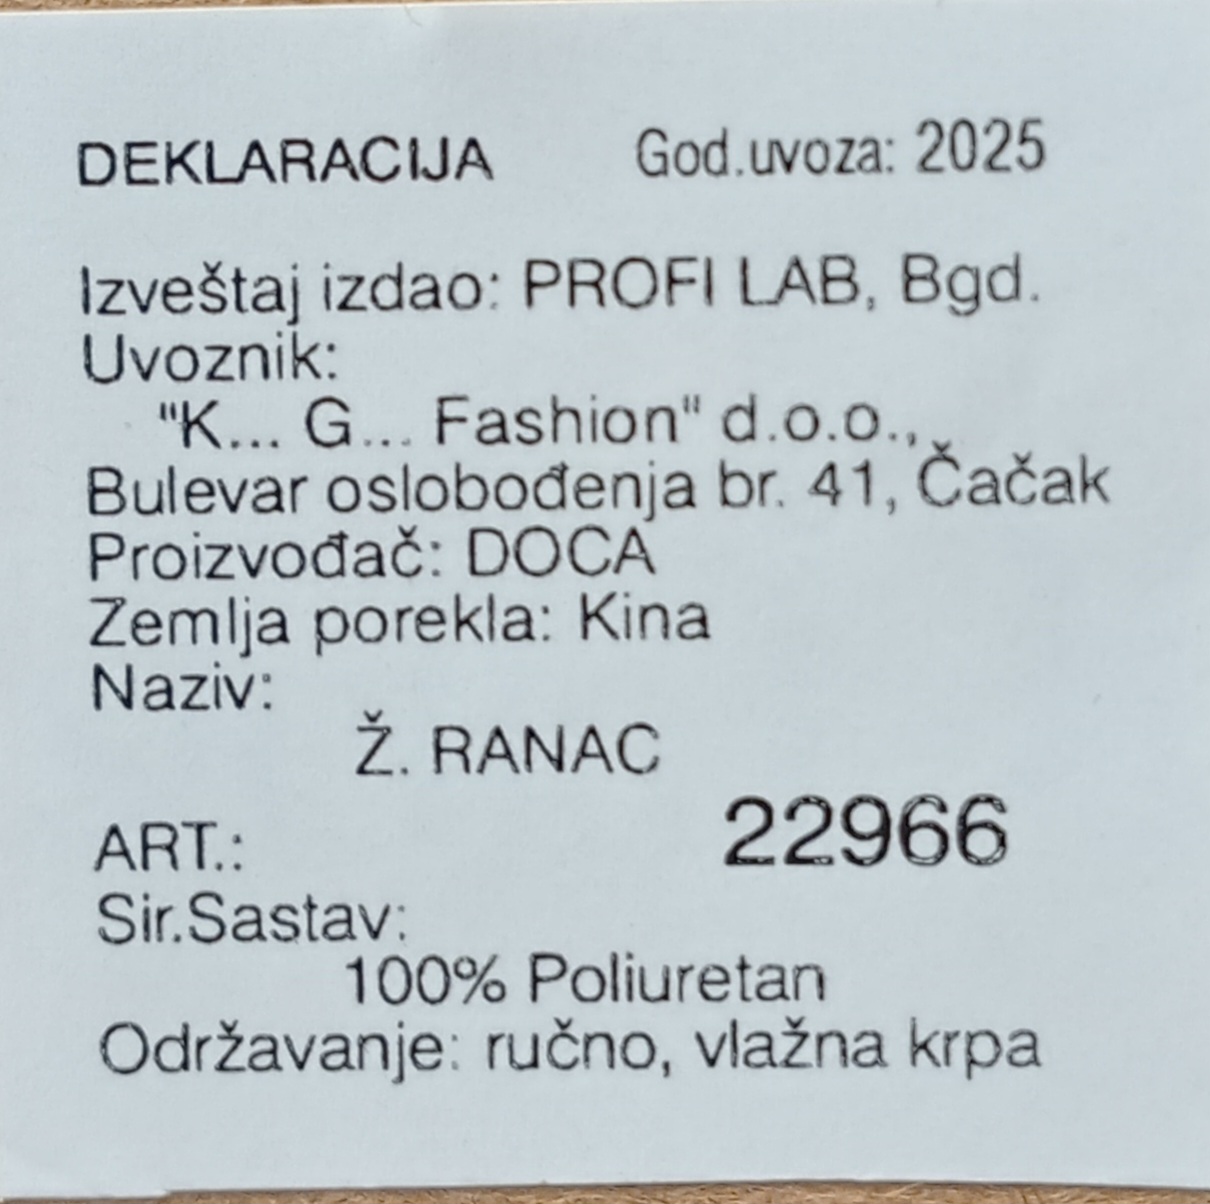 DEKLARACIJA God.uvoza: 2025
Izveštaj izdao: PROFI LAB, Bgd.
Uvoznik:
"K... G... Fashion" d.o.o.,
Bulevar oslobođenja br. 41, Čačak
Proizvođač: DOCA
Zemlja porekla: Kina
Naziv:
Ž. RANAC
ART.: 22966
Sir.Sastav:
100% Poliuretan
Održavanje: ručno, vlažna krpa